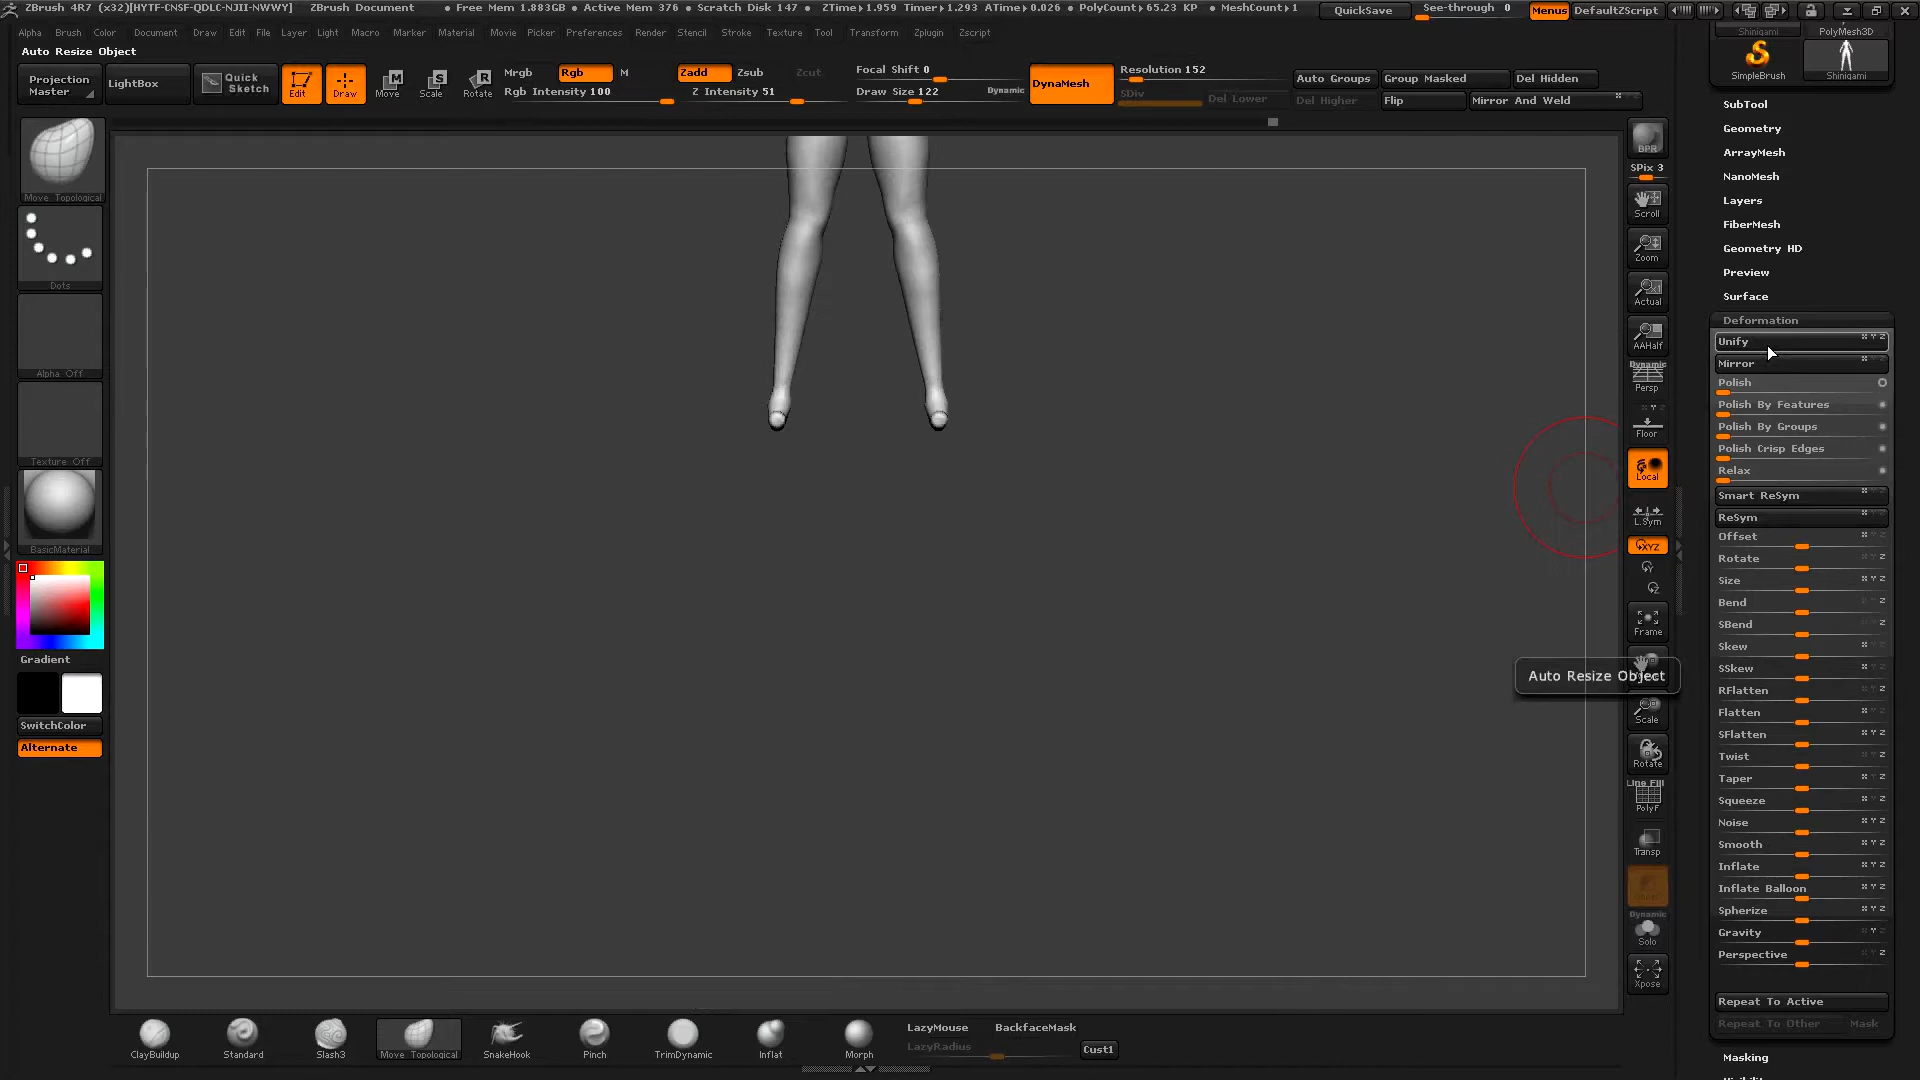 ZBrush 4R7 (x32)[HYTF-CNSF-QDLC-NJII-NWWY] ZBrush Document • Free Mem 1.883GB • Active Mem 376 • Scratch Disk 147 • ZTime▶1.959 Timer▶1.293 ATime▶0.026 • PolyCount▶65.23 KP • MeshCount▶1 QuickSave See-through 0 Menus DefaultZScript
Alpha Brush Color Document Draw Edit File Layer Light Macro Marker Material Movie Picker Preferences Render Stencil Stroke Texture Tool Transform Zplugin Zscript
Auto Resize Object
Projection Master
LightBox
Quick Sketch
Edit
Draw
Move
Scale
Rotate
Mrgb Rgb M
Rgb Intensity 100
Zadd Zsub Zcut
Z Intensity 51
Focal Shift 0
Draw Size 122 Dynamic
DynaMesh
Resolution 152
SDiv Del Lower
Auto Groups Group Masked Del Hidden
Del Higher Flip Mirror And Weld
Move Topological
Dots
Alpha Off
Texture Off
BasicMaterial
Gradient
SwitchColor
Alternate
BPR
SPix 3
Scroll
Zoom
Actual
AAHalf
Dynamic
Persp
Floor
Local
L.Sym
XYZ
Frame
Auto Resize Object
Scale
Rotate
Line Fill
PolyF
Transp
Dynamic
Solo
Xpose
Shinigami PolyMesh3D
SimpleBrush Shinigami
SubTool
Geometry
ArrayMesh
NanoMesh
Layers
FiberMesh
Geometry HD
Preview
Surface
Deformation
Unify
Mirror
Polish
Polish By Features
Polish By Groups
Polish Crisp Edges
Relax
Smart ReSym
ReSym
Offset
Rotate
Size
Bend
SBend
Skew
SSkew
RFlatten
Flatten
SFlatten
Twist
Taper
Squeeze
Noise
Smooth
Inflate
Inflate Balloon
Spherize
Gravity
Perspective
Repeat To Active
Repeat To Other Mask
Masking
ClayBuildup Standard Slash3 Move Topological SnakeHook Pinch TrimDynamic Inflat Morph
LazyMouse BackfaceMask
LazyRadius Cust1